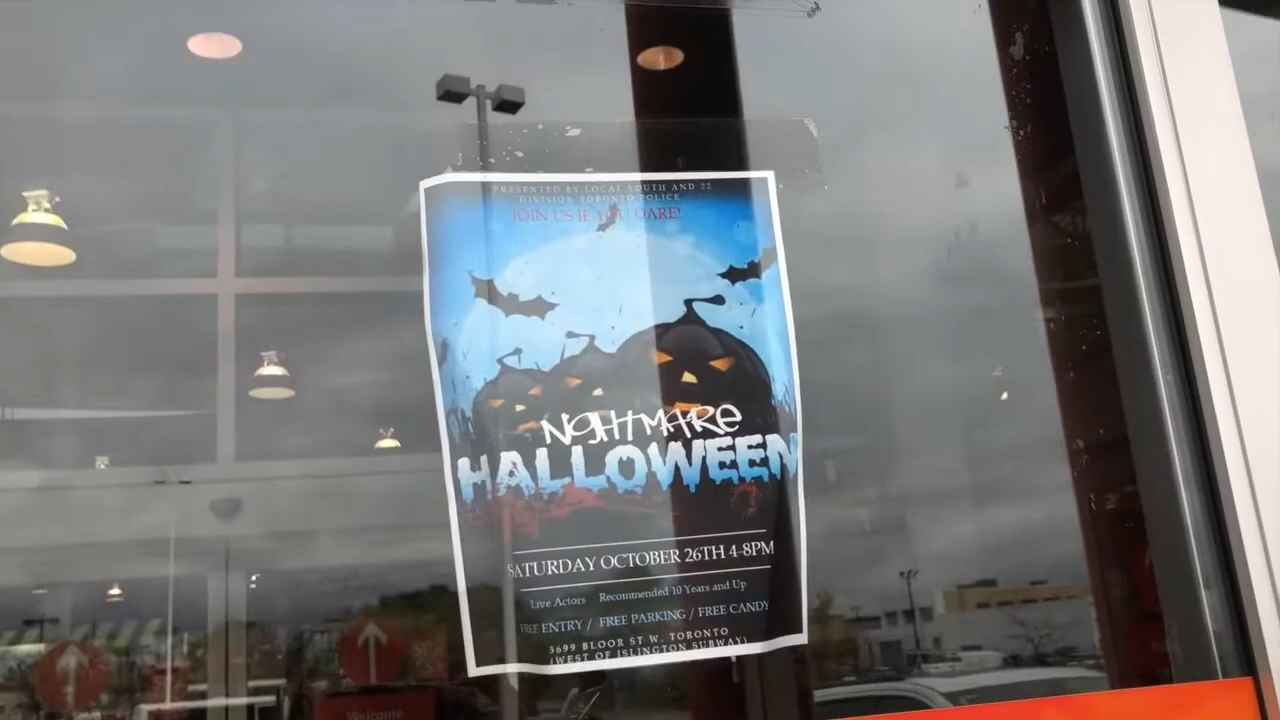 PRESENTED BY LOCAL YOUTH AND 22
DIVISION TORONTO POLICE
JOIN US IF YOU DARE!
NIGHTMARE
HALLOWEEN
SATURDAY OCTOBER 26TH 4-8PM
Live Actors Recommended 10 Years and Up
FREE ENTRY / FREE PARKING / FREE CANDY
3699 BLOOR ST W, TORONTO
(WEST OF ISLINGTON SUBWAY)
Welcome